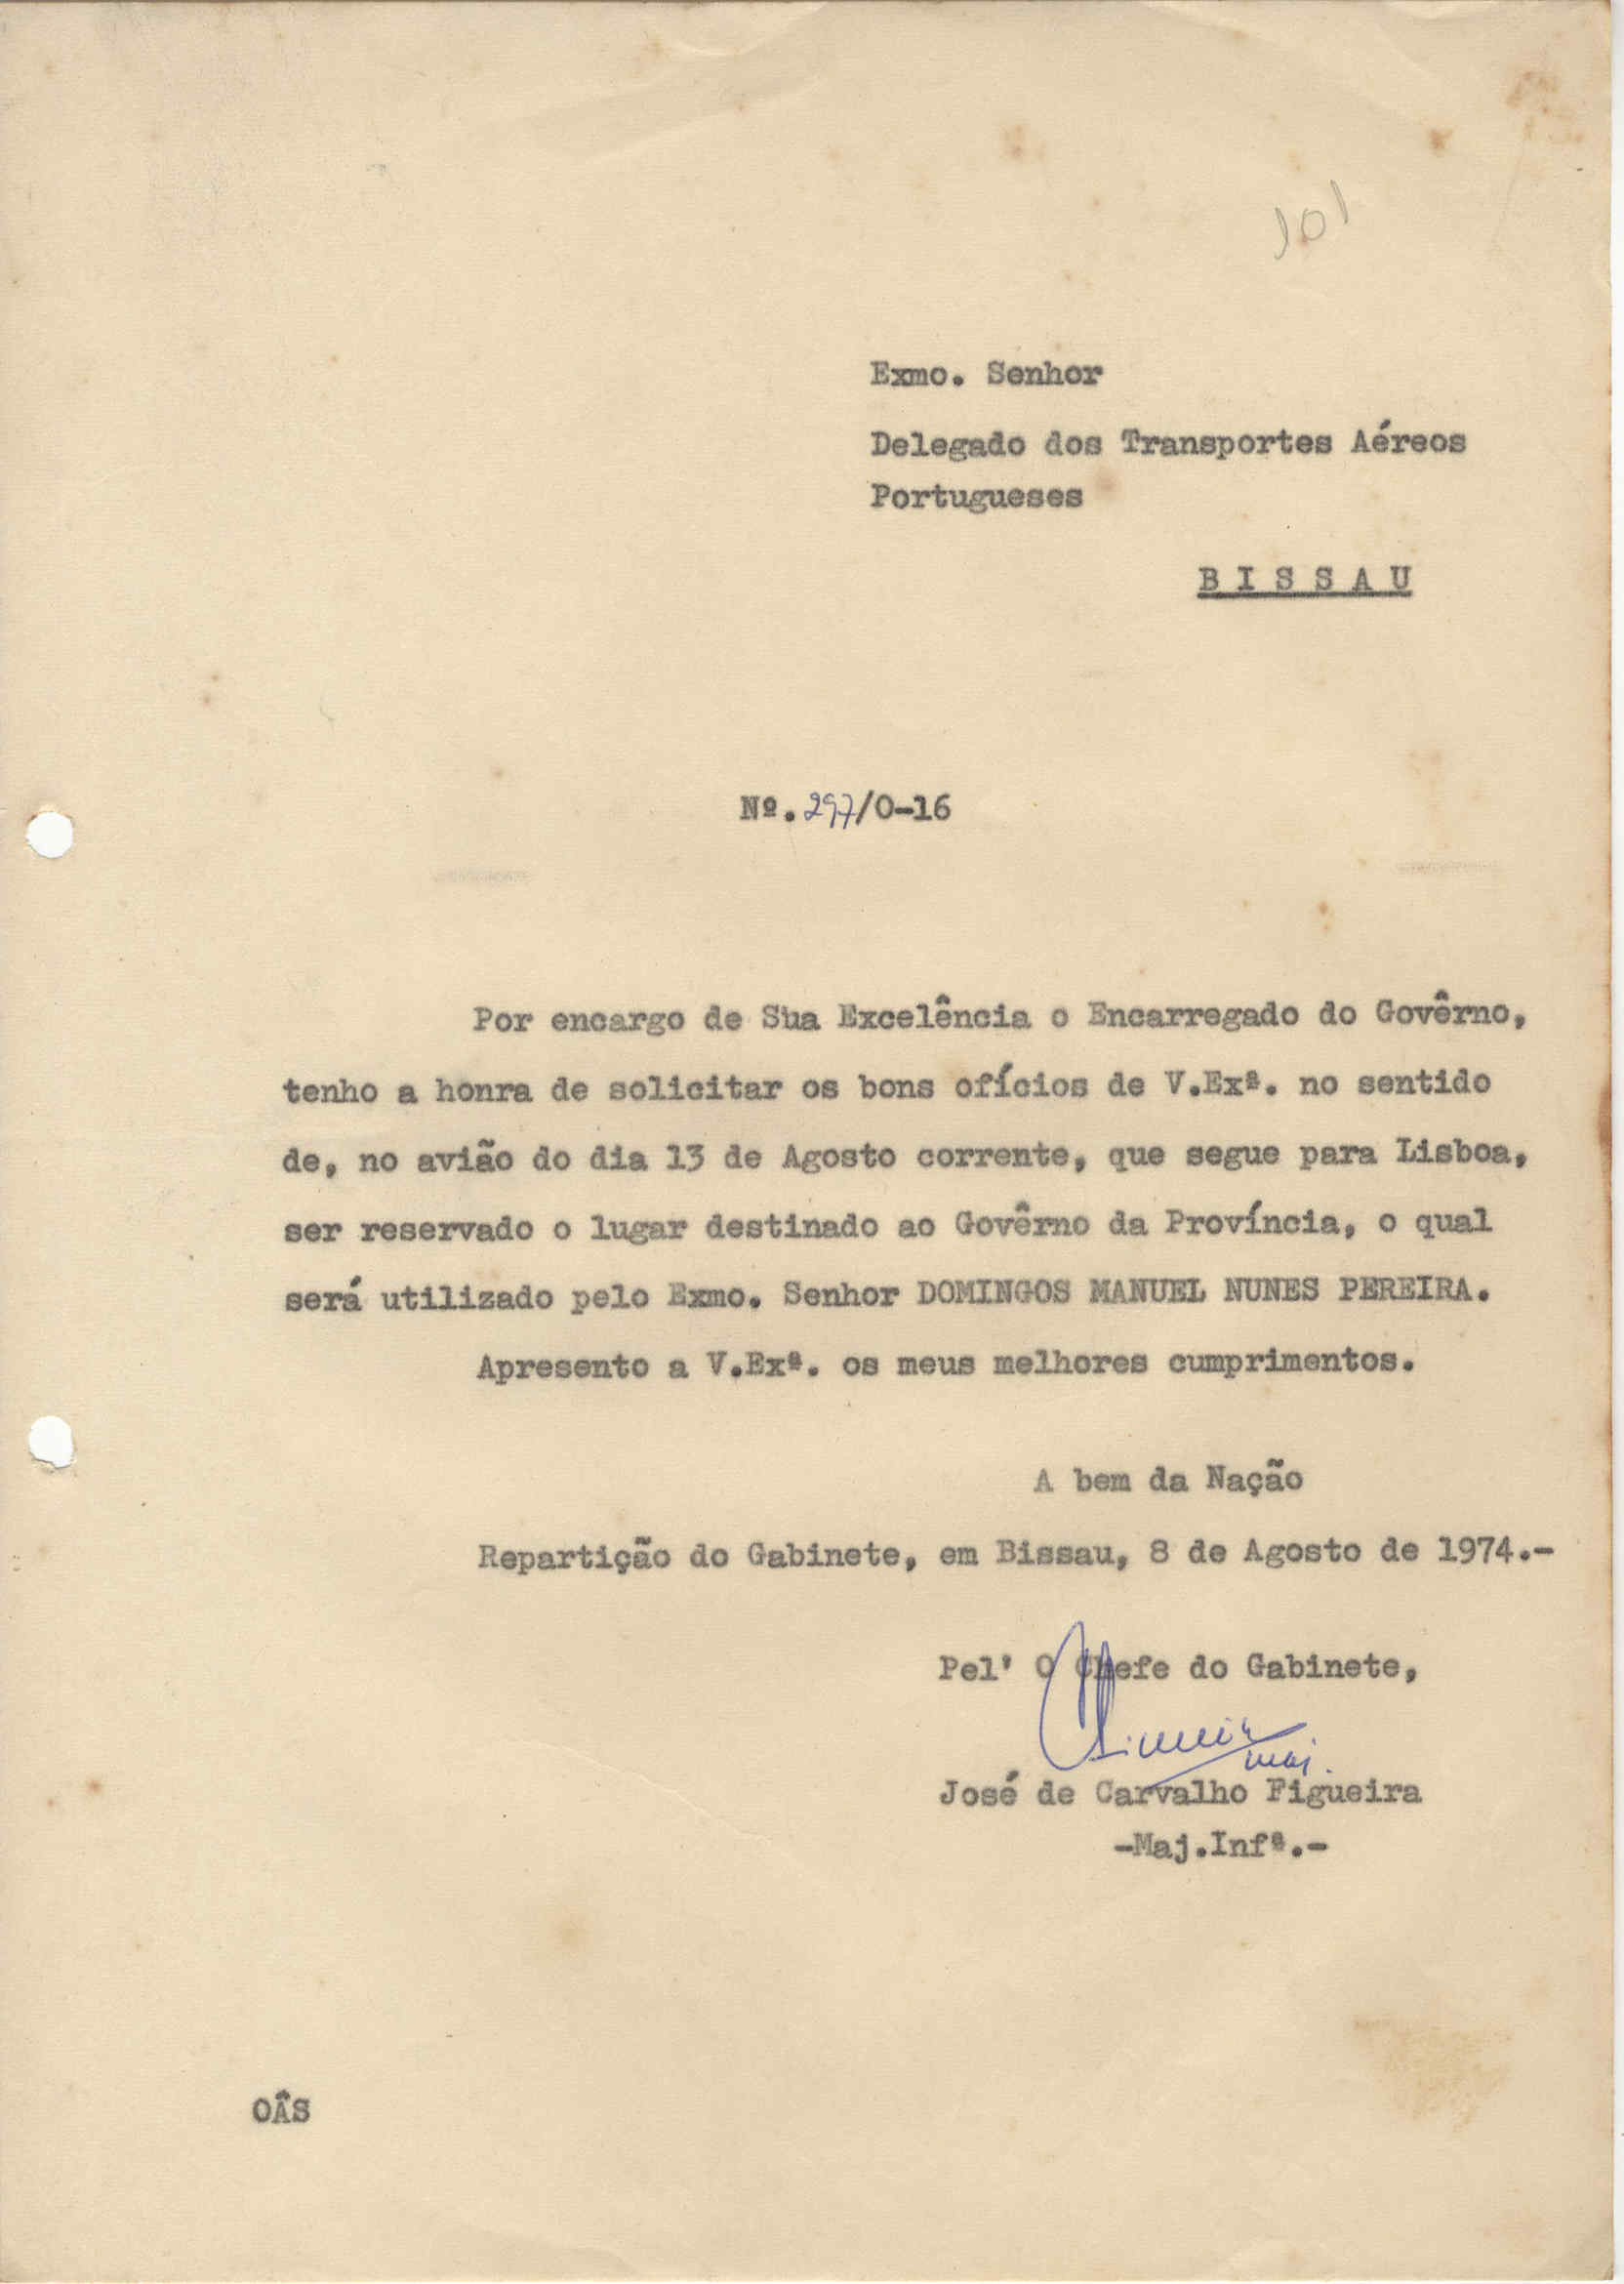 101
Exmo. Senhor
Delegado dos Transportes Aéreos
Portugueses
B I S S A U
Nº.297/0-16
Por encargo de Sua Excelência o Encarregado do Govêrno,
tenho a honra de solicitar os bons ofícios de V.Exª. no sentido
de, no avião do dia 13 de Agosto corrente, que segue para Lisboa,
ser reservado o lugar destinado ao Govêrno da Província, o qual
será utilizado pelo Exmo. Senhor DOMINGOS MANUEL NUNES PEREIRA.
Apresento a V.Exª. os meus melhores cumprimentos.
A bem da Nação
Repartição do Gabinete, em Bissau, 8 de Agosto de 1974.-
Pel' O Chefe do Gabinete,
maj.
José de Carvalho Figueira
-Maj.Infª.-
OÂS